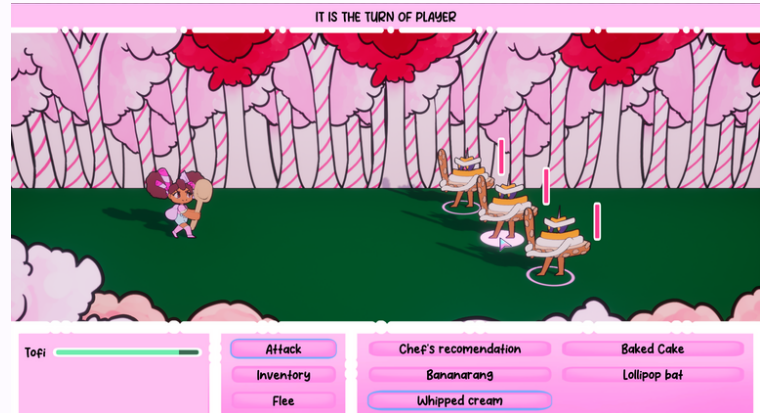 IT IS THE TURN OF PLAYER
Tofi
Attack
Chef's recomendation
Baked Cake
Inventory
Bananarang
Lollipop bat
Flee
Whipped cream